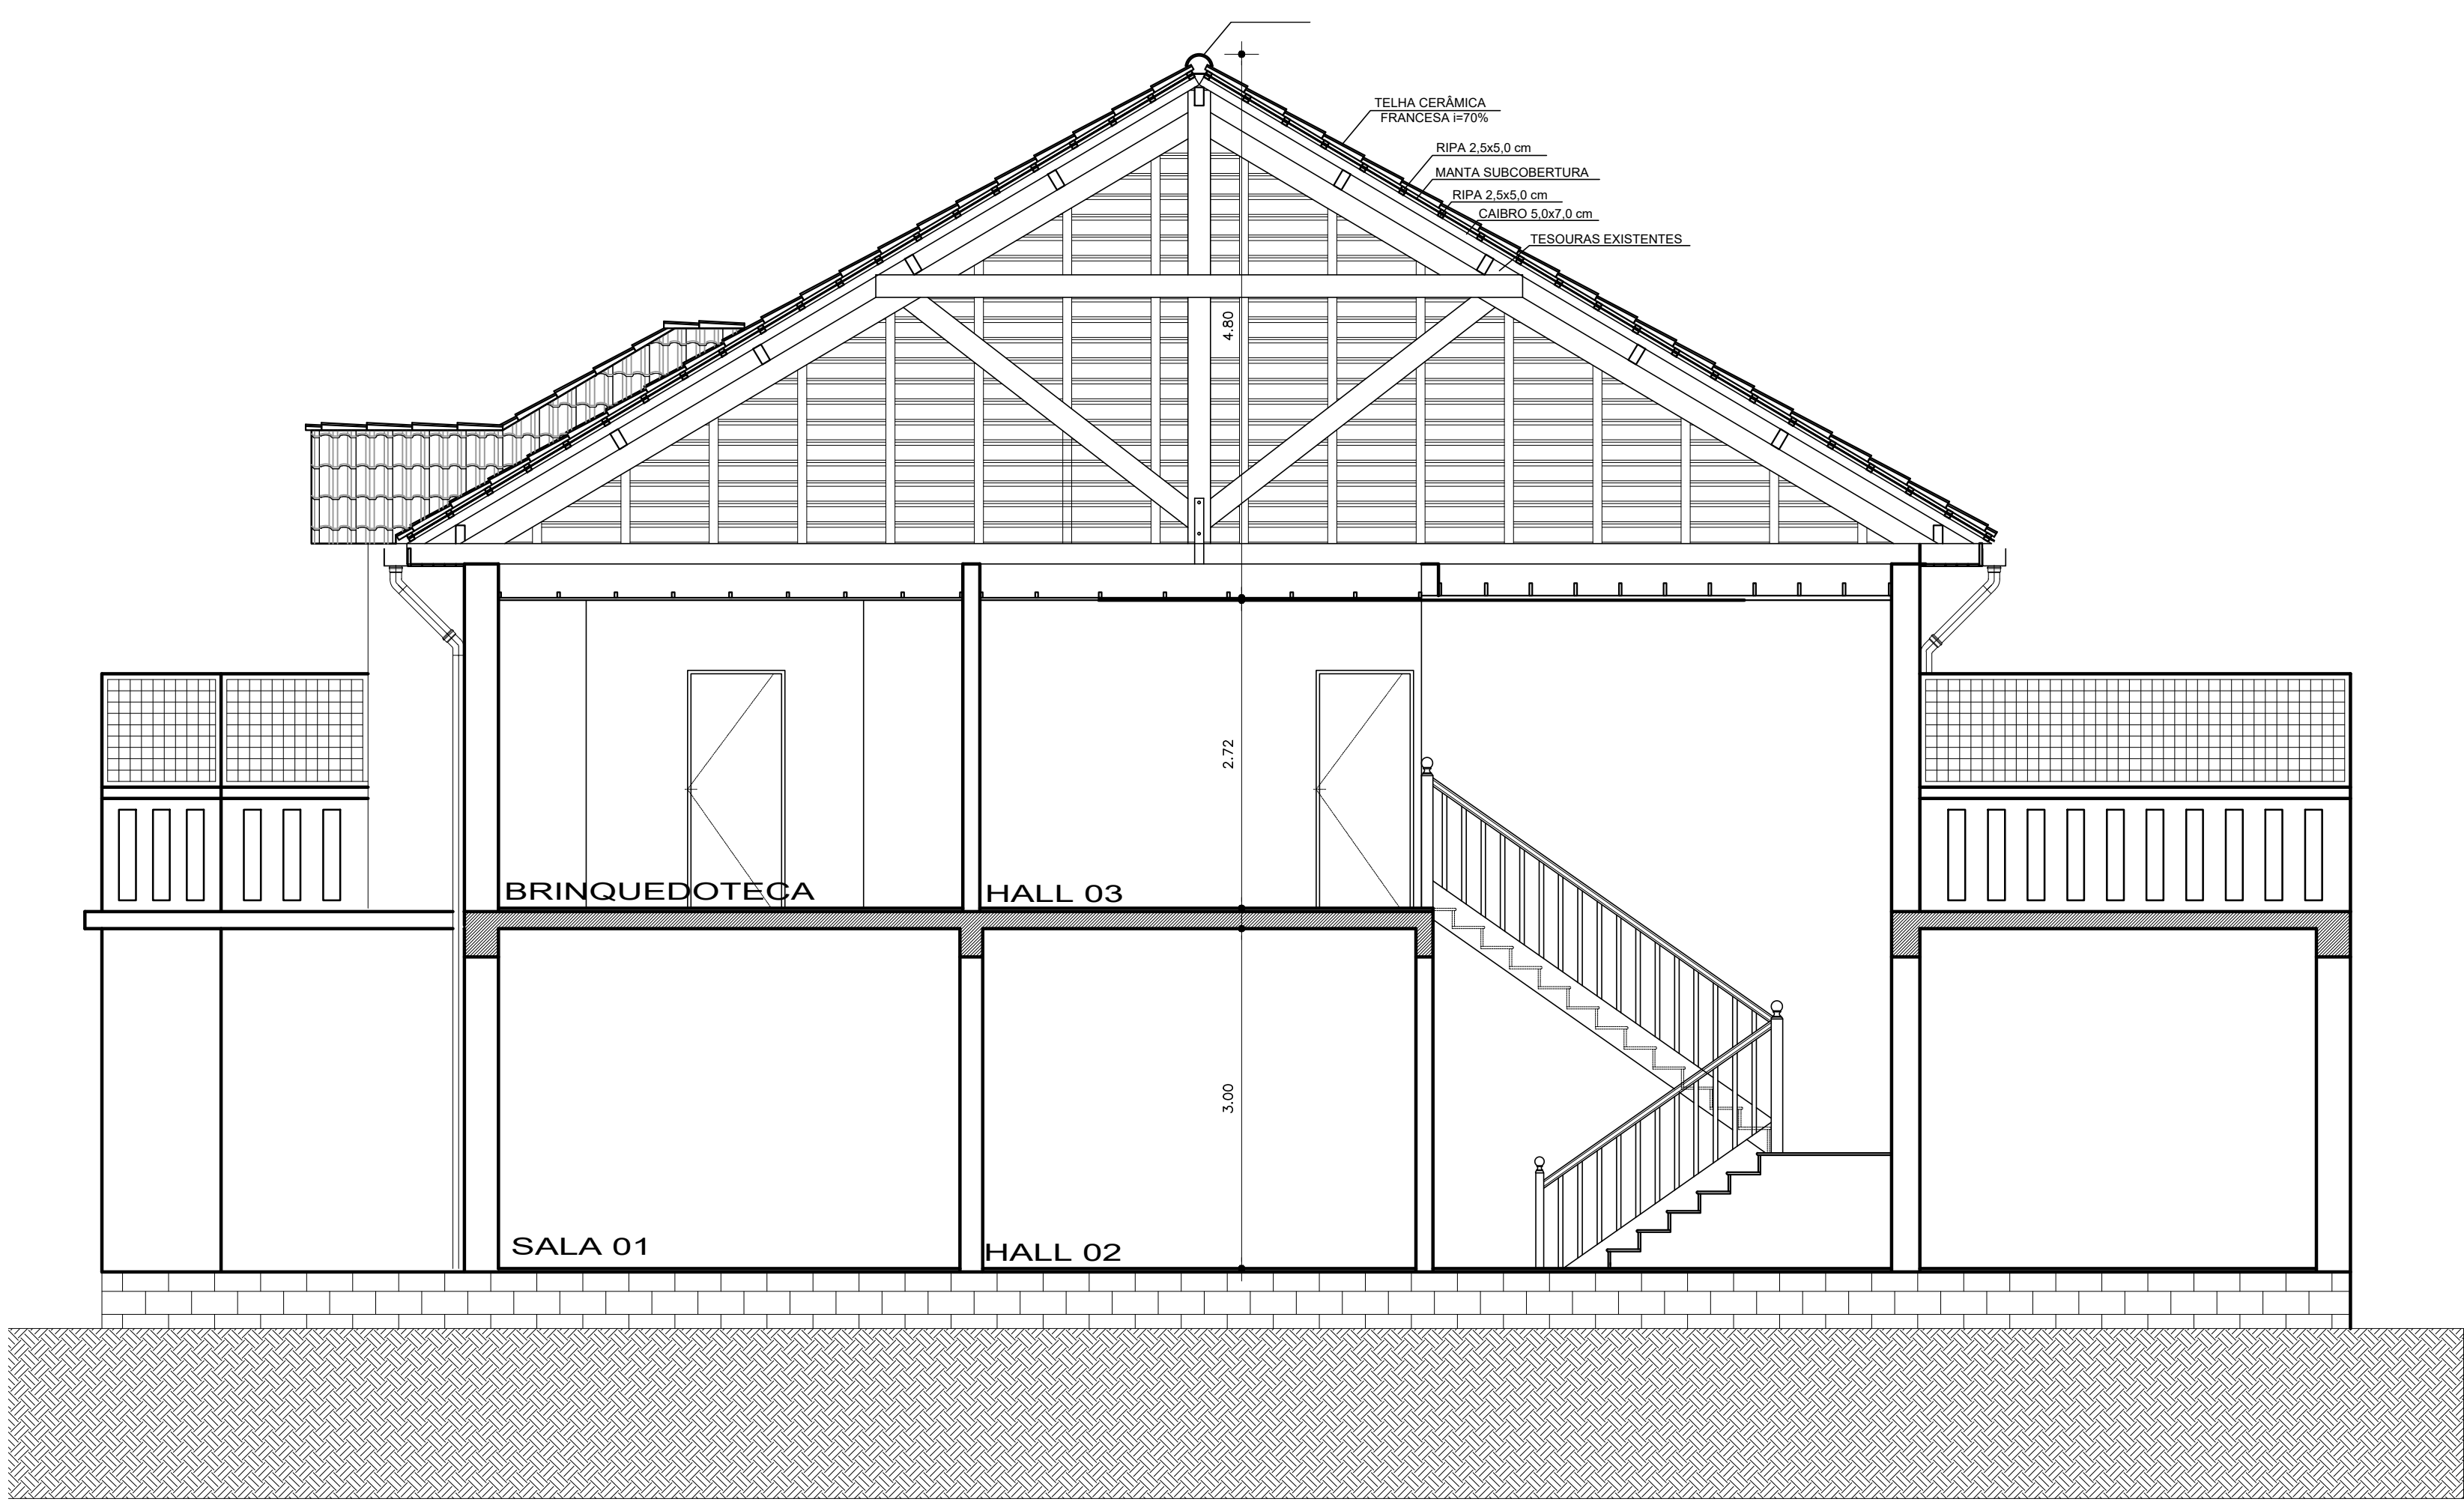 TELHA CERÂMICA
FRANCESA i=70%
RIPA 2,5x5,0 cm
MANTA SUBCOBERTURA
RIPA 2,5x5,0 cm
CAIBRO 5,0x7,0 cm
TESOURAS EXISTENTES
4.80
2.72
BRINQUEDOTECA
HALL 03
3.00
SALA 01
HALL 02